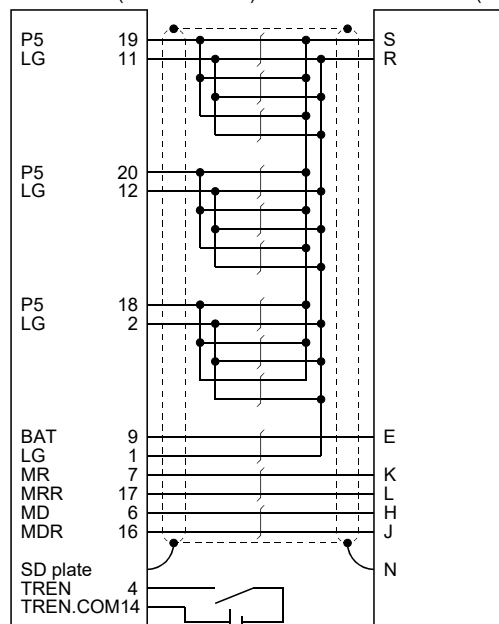 P5 19 S
LG 11 R
P5 20
LG 12
P5 18
LG 2
BAT 9 E
LG 1
MR 7 K
MRR 17 L
MD 6 H
MDR 16 J
SD plate N
TREN 4
TREN.COM14